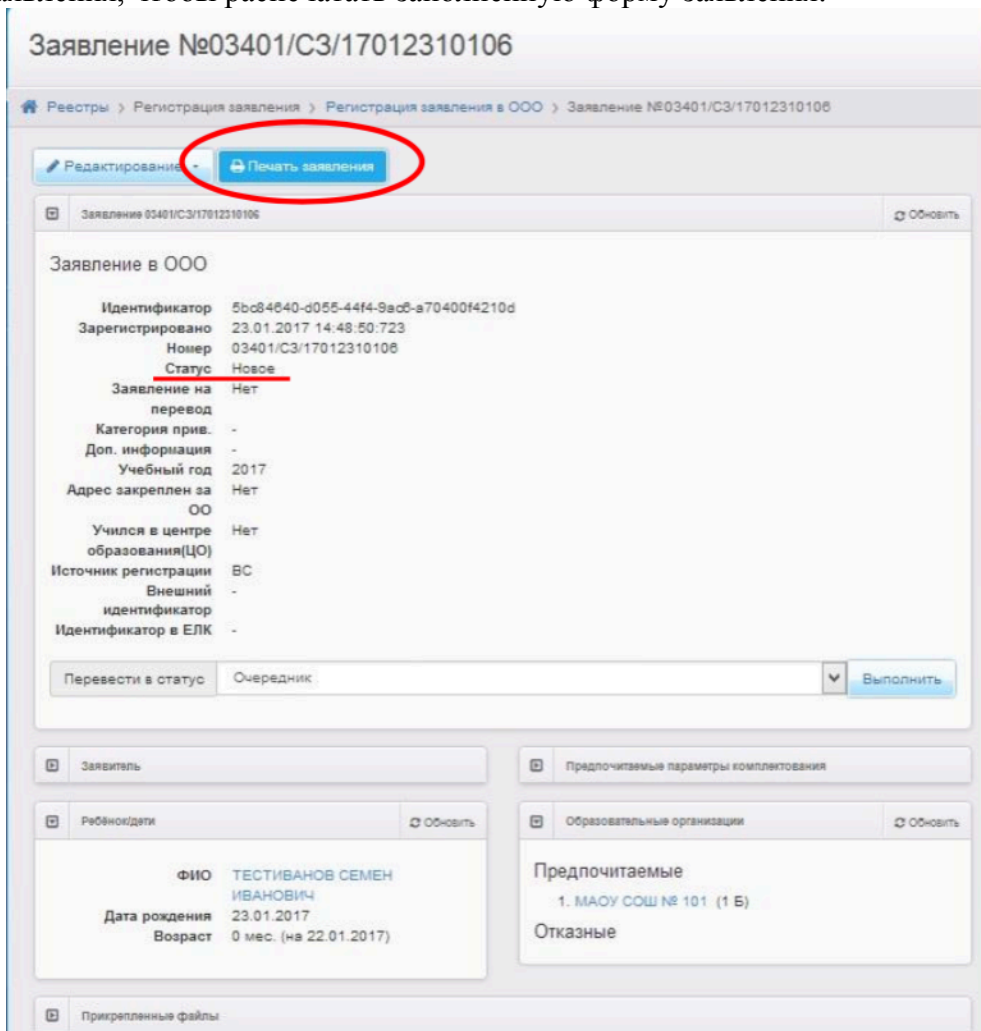 чтобы распечатать заполненную форму заявления.
Заявление №03401/СЗ/17012310106
Реестры > Регистрация заявления > Регистрация заявления в ООО > Заявление №03401/СЗ/17012310106
Редактирование Печать заявления
Заявление 03401/СЗ/17012310106 Обновить
Заявление в ООО
Идентификатор 5bc84640-d055-44f4-9ac6-a70400f4210d
Зарегистрировано 23.01.2017 14:48:50:723
Номер 03401/СЗ/17012310106
Статус Новое
Заявление на Нет
перевод
Категория прив. -
Доп. информация -
Учебный год 2017
Адрес закреплен за Нет
ОО
Учился в центре Нет
образования(ЦО)
Источник регистрации ВС
Внешний -
идентификатор
Идентификатор в ЕЛК -
Перевести в статус Очередник Выполнить
Заявитель
Предпочитаемые параметры комплектования
Ребёнок/дети Обновить
ФИО ТЕСТИВАНОВ СЕМЕН
ИВАНОВИЧ
Дата рождения 23.01.2017
Возраст 0 мес. (на 22.01.2017)
Образовательные организации Обновить
Предпочитаемые
1. МАОУ СОШ № 101 (1 Б)
Отказные
Прикрепленные файлы